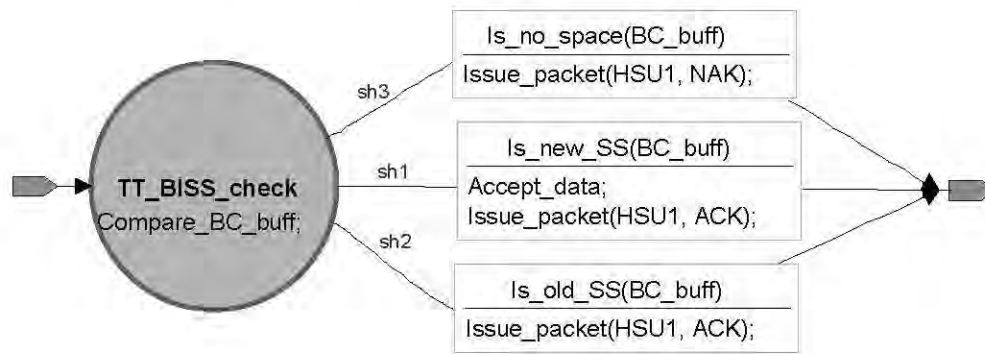 TT_BISS_check
Compare_BC_buff;
sh3
Is_no_space(BC_buff)
Issue_packet(HSU1, NAK);
sh1
Is_new_SS(BC_buff)
Accept_data;
Issue_packet(HSU1, ACK);
sh2
Is_old_SS(BC_buff)
Issue_packet(HSU1, ACK);